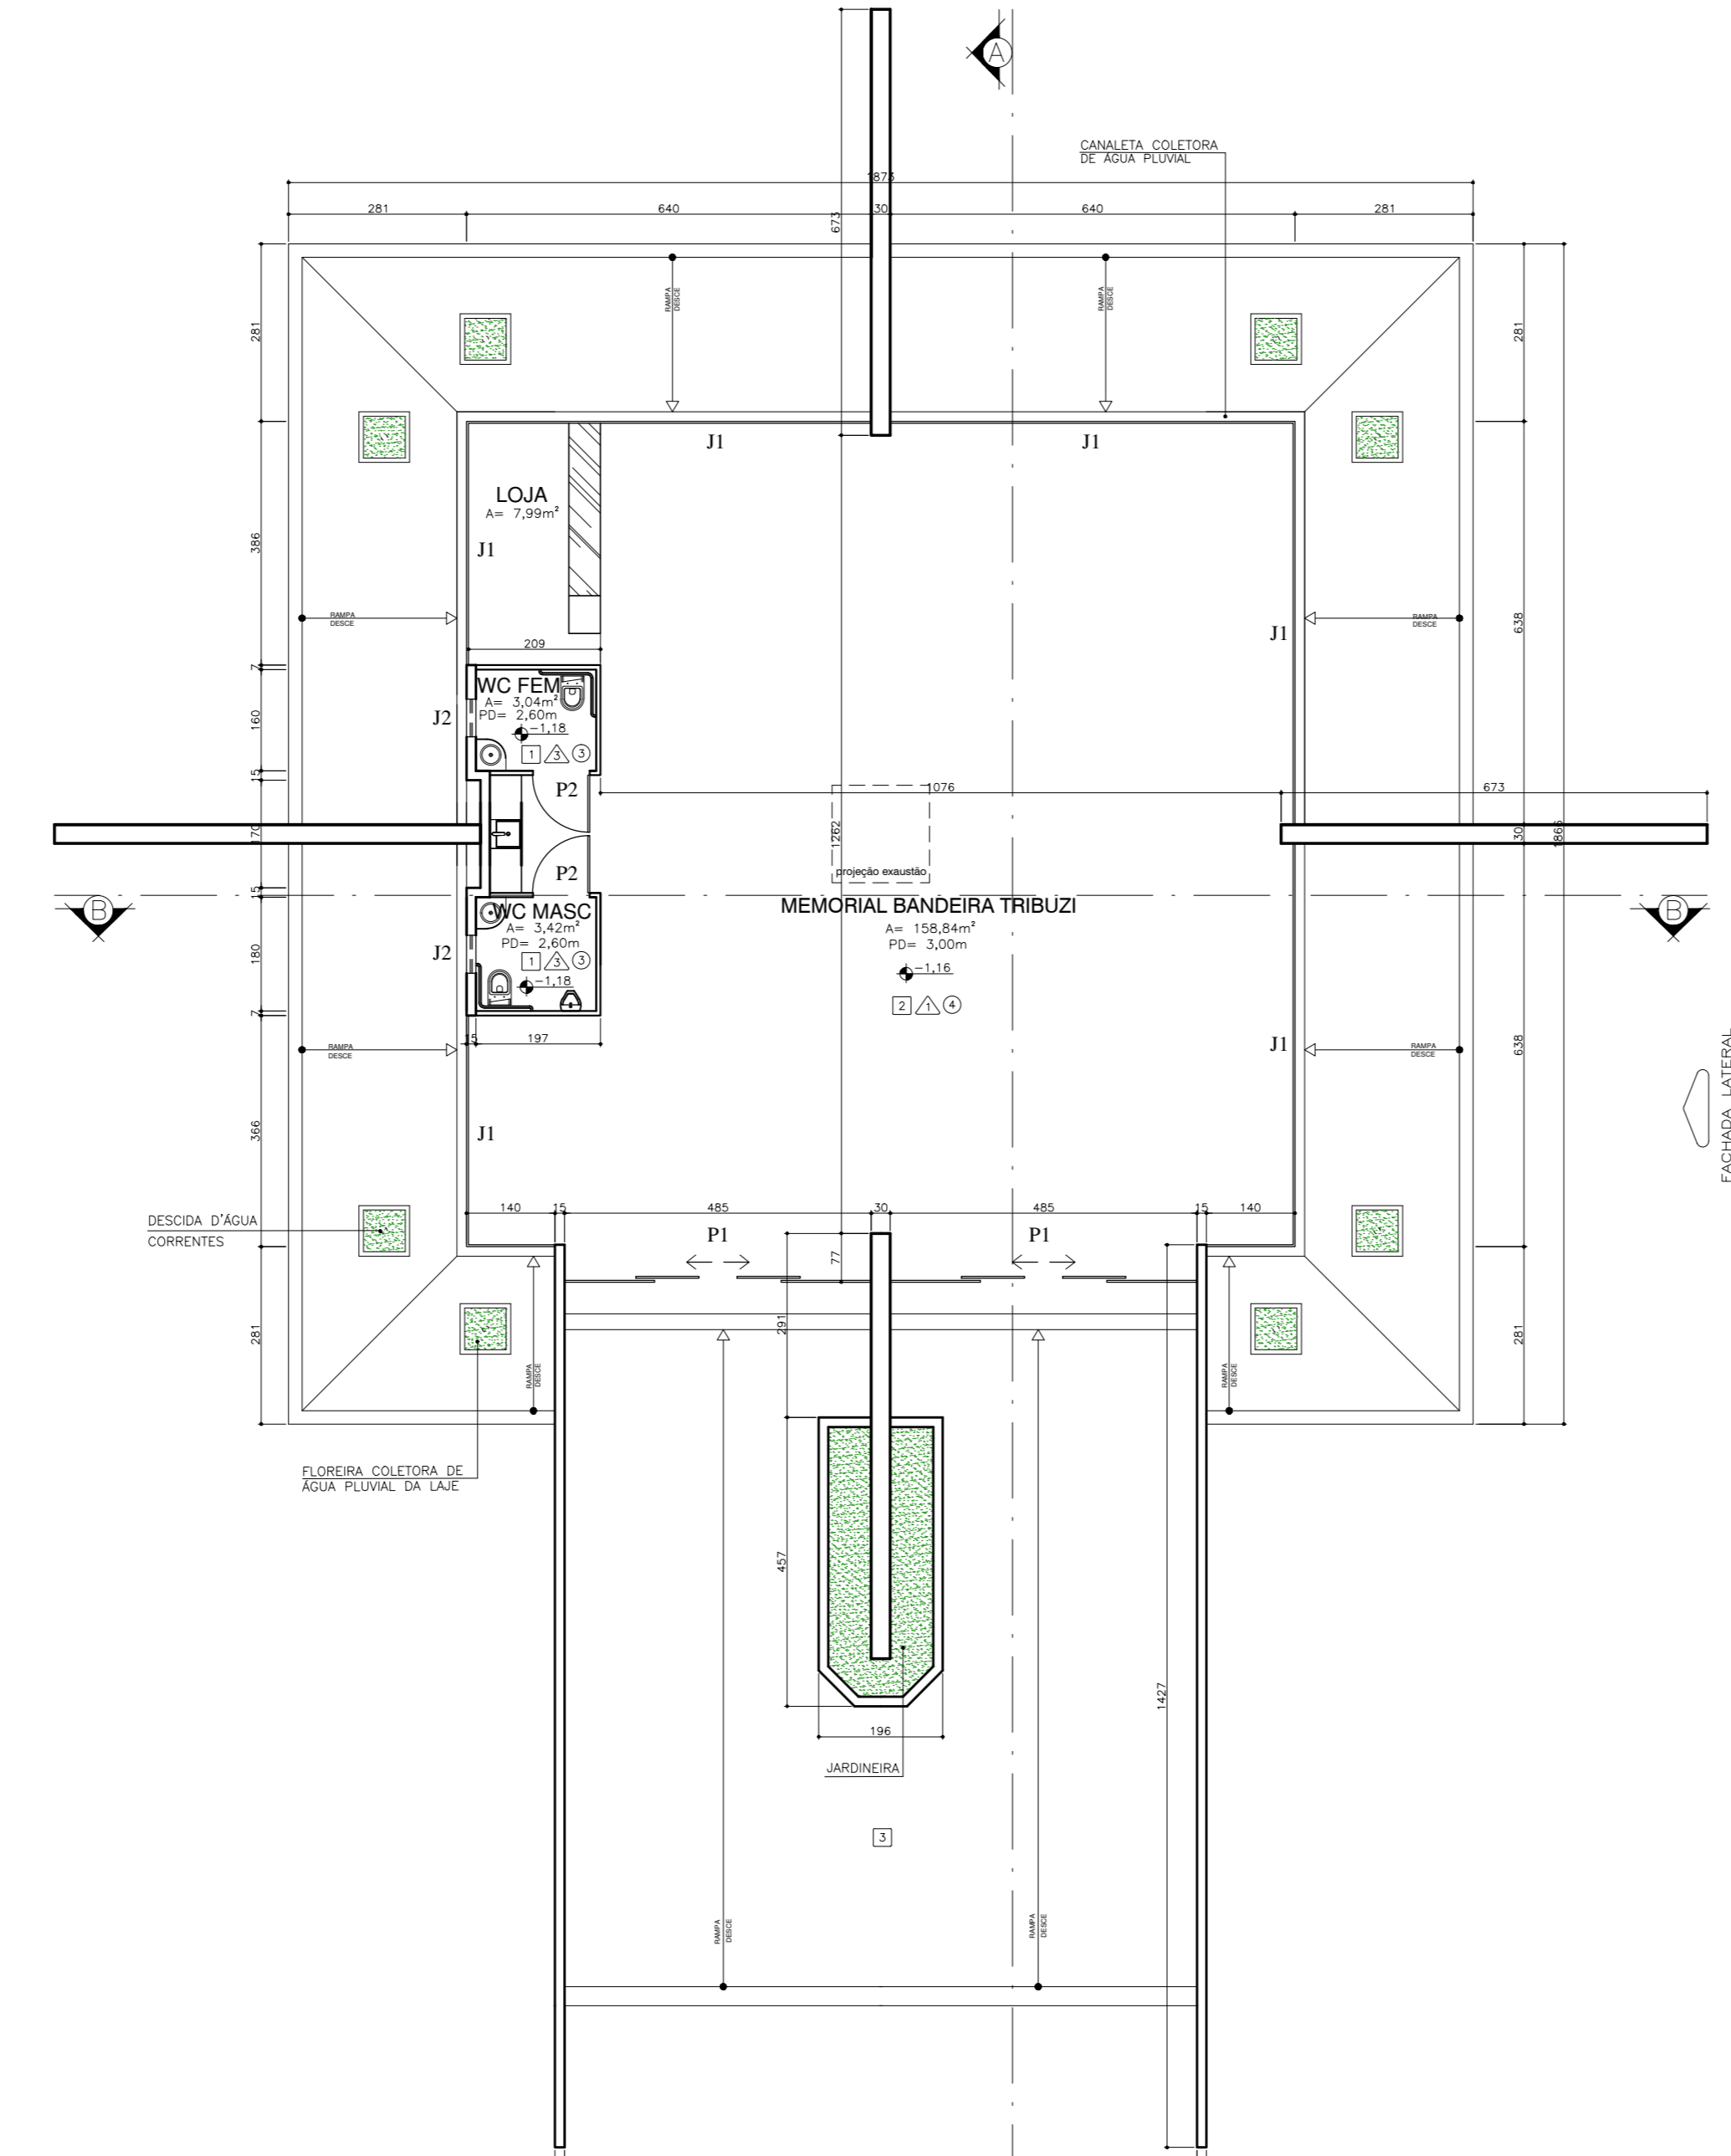 A
CANALETA COLETORA
DE ÁGUA PLUVIAL
1873
281
640
30
640
281
673
RAMPA
DESCE
RAMPA
DESCE
281
281
J1
J1
LOJA
A= 7,99m²
J1
386
RAMPA
DESCE
RAMPA
DESCE
J1
638
209
7
WC FEM
A= 3,04m²
PD= 2,60m
-1,18
1
3
3
J2
160
15
P2
1076
673
1262
170
30
1866
P2
projeção exaustão
15
B
B
MEMORIAL BANDEIRA TRIBUZI
A= 158,84m²
PD= 3,00m
-1,16
2
1
4
WC MASC
A= 3,42m²
PD= 2,60m
1
3
3
-1,18
J2
180
7
15
197
RAMPA
DESCE
RAMPA
DESCE
J1
638
FACHADA LATERAL
J1
366
140
15
485
30
485
15
140
DESCIDA D'ÁGUA
CORRENTES
P1
P1
77
291
281
281
RAMPA
DESCE
RAMPA
DESCE
FLOREIRA COLETORA DE
ÁGUA PLUVIAL DA LAJE
457
196
JARDINEIRA
1427
3
RAMPA
DESCE
RAMPA
DESCE